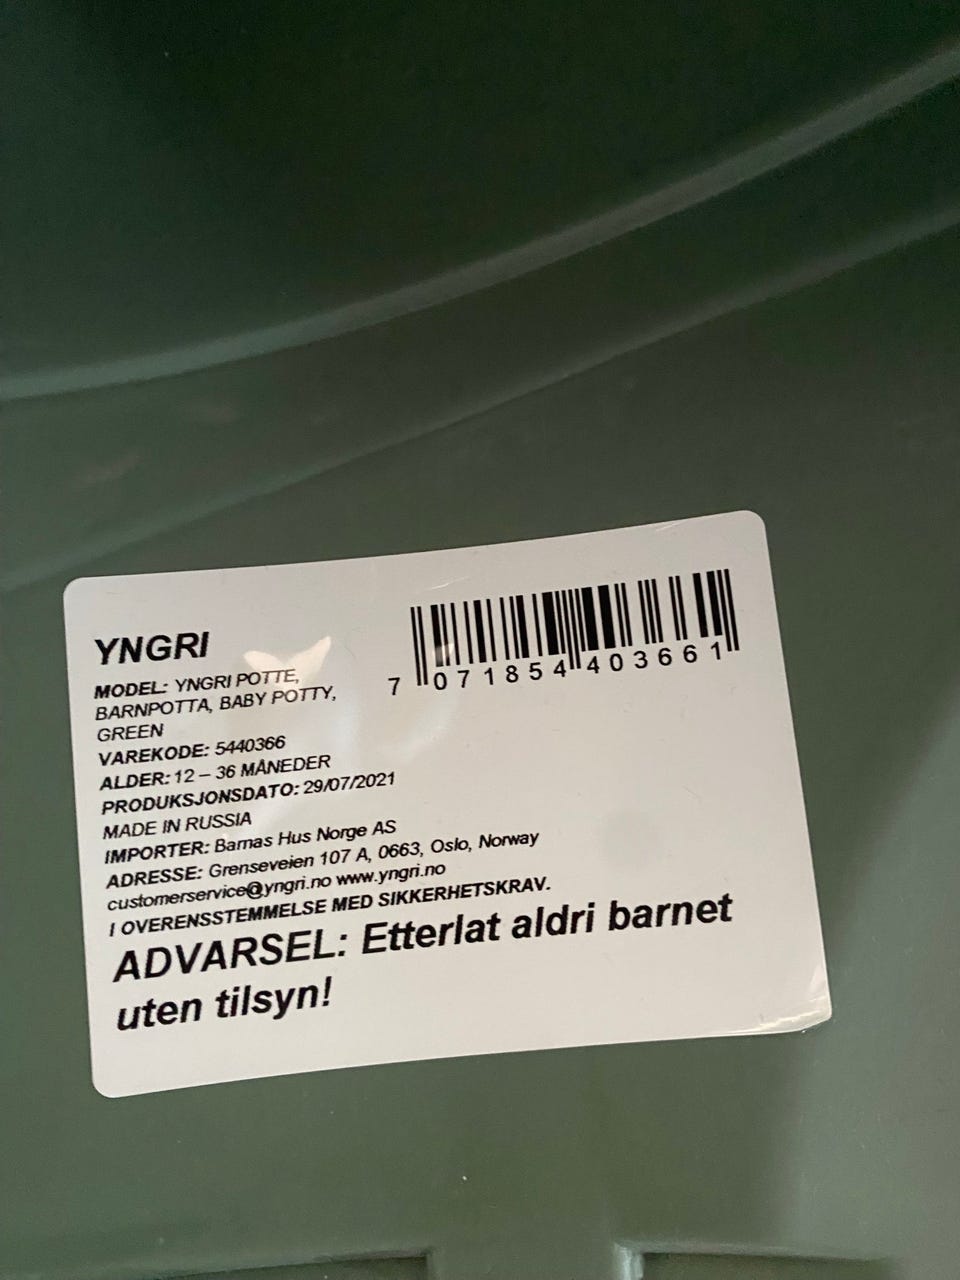 YNGRI
MODEL: YNGRI POTTE,
BARNPOTTA, BABY POTTY,
GREEN
VAREKODE: 5440366
ALDER: 12 – 36 MÅNEDER
PRODUKSJONSDATO: 29/07/2021
MADE IN RUSSIA
IMPORTER: Barnas Hus Norge AS
ADRESSE: Grenseveien 107 A, 0663, Oslo, Norway
customerservice@yngri.no www.yngri.no
I OVERENSSTEMMELSE MED SIKKERHETSKRAV.
ADVARSEL: Etterlat aldri barnet
uten tilsyn!
7 071854 403661